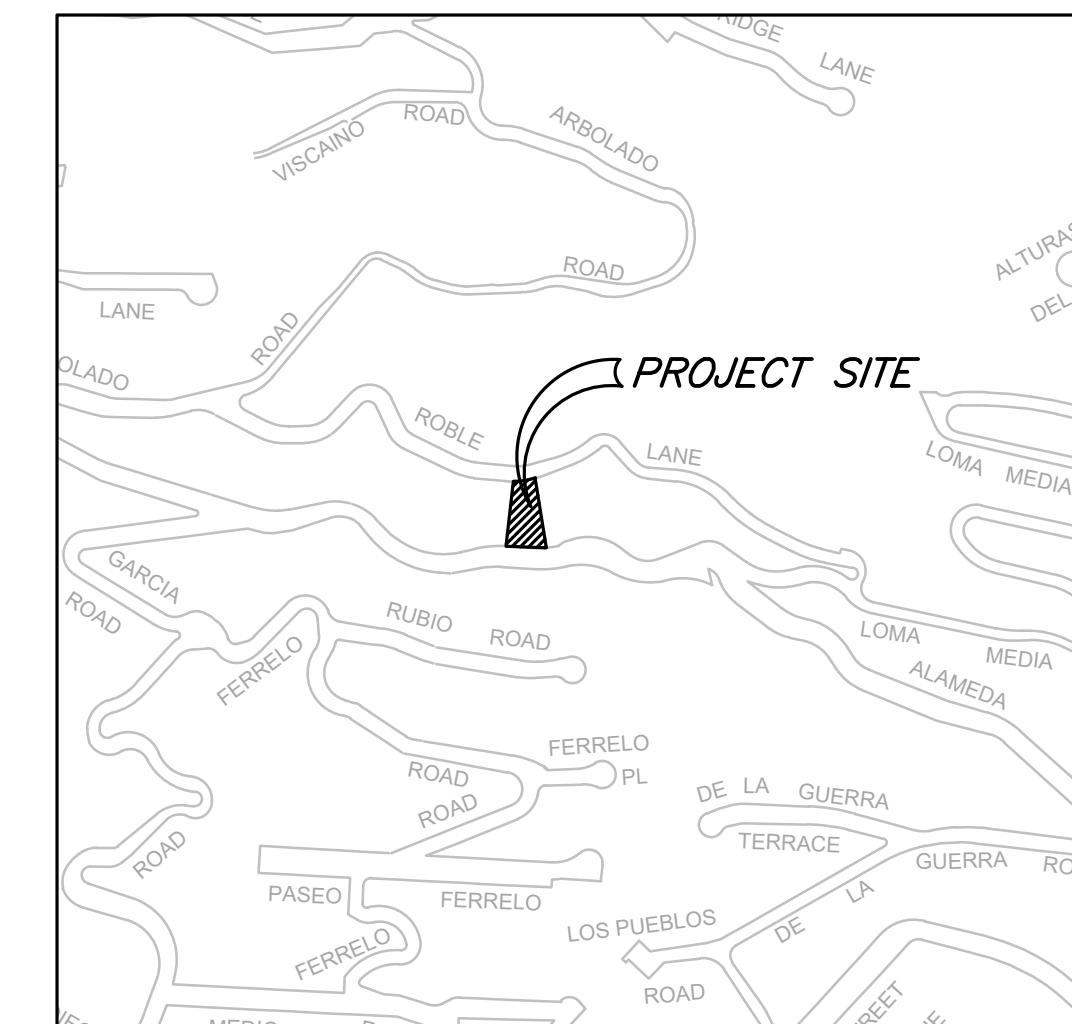 RIDGE
LANE
ROAD
VISCAINO
ARBOLADO
ROAD
ALTURAS
DEL
LANE
ROAD
OLADO
PROJECT SITE
ROBLE
LANE
LOMA MEDIA
GARCIA
ROAD
RUBIO ROAD
FERRELO
LOMA
MEDIA
ALAMEDA
FERRELO
PL
ROAD
ROAD
DE LA GUERRA
TERRACE
GUERRA RO
ROAD
PASEO
FERRELO
LA
DE
LOS PUEBLOS
FERRELO
ROAD